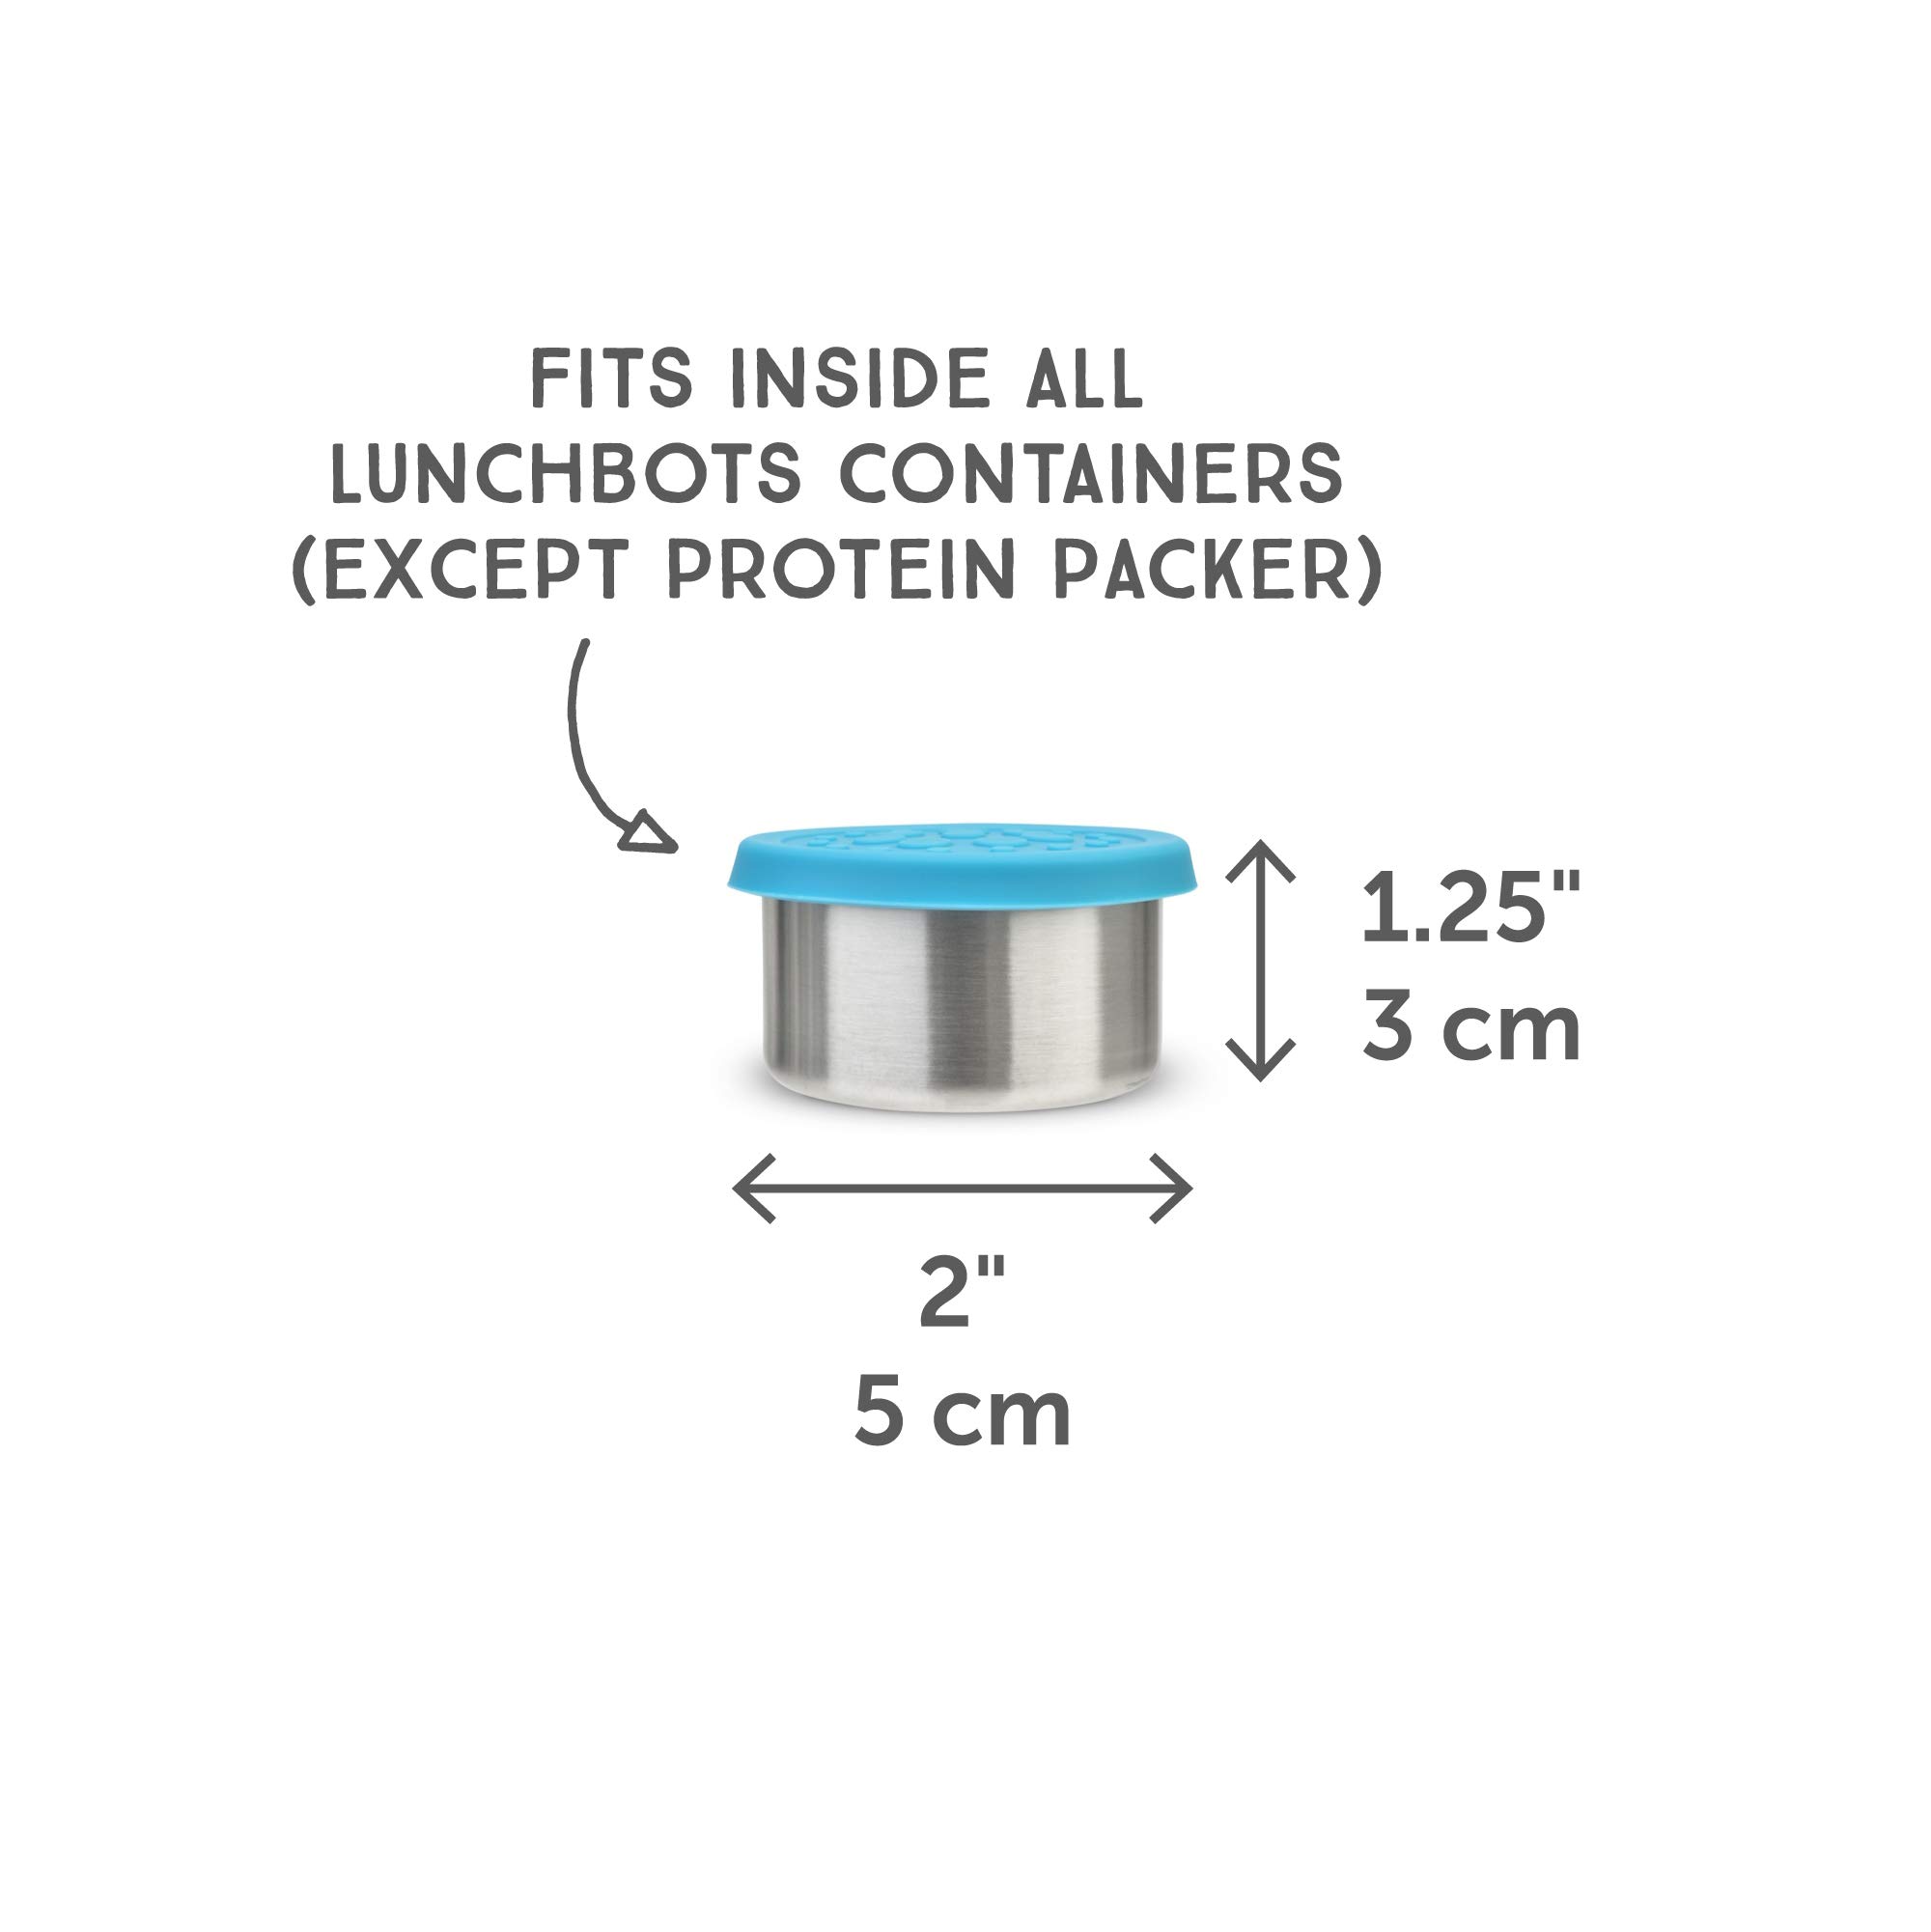 FITS INSIDE ALL
LUNCHBOTS CONTAINERS
(EXCEPT PROTEIN PACKER)
1.25"
3 cm
2"
5 cm